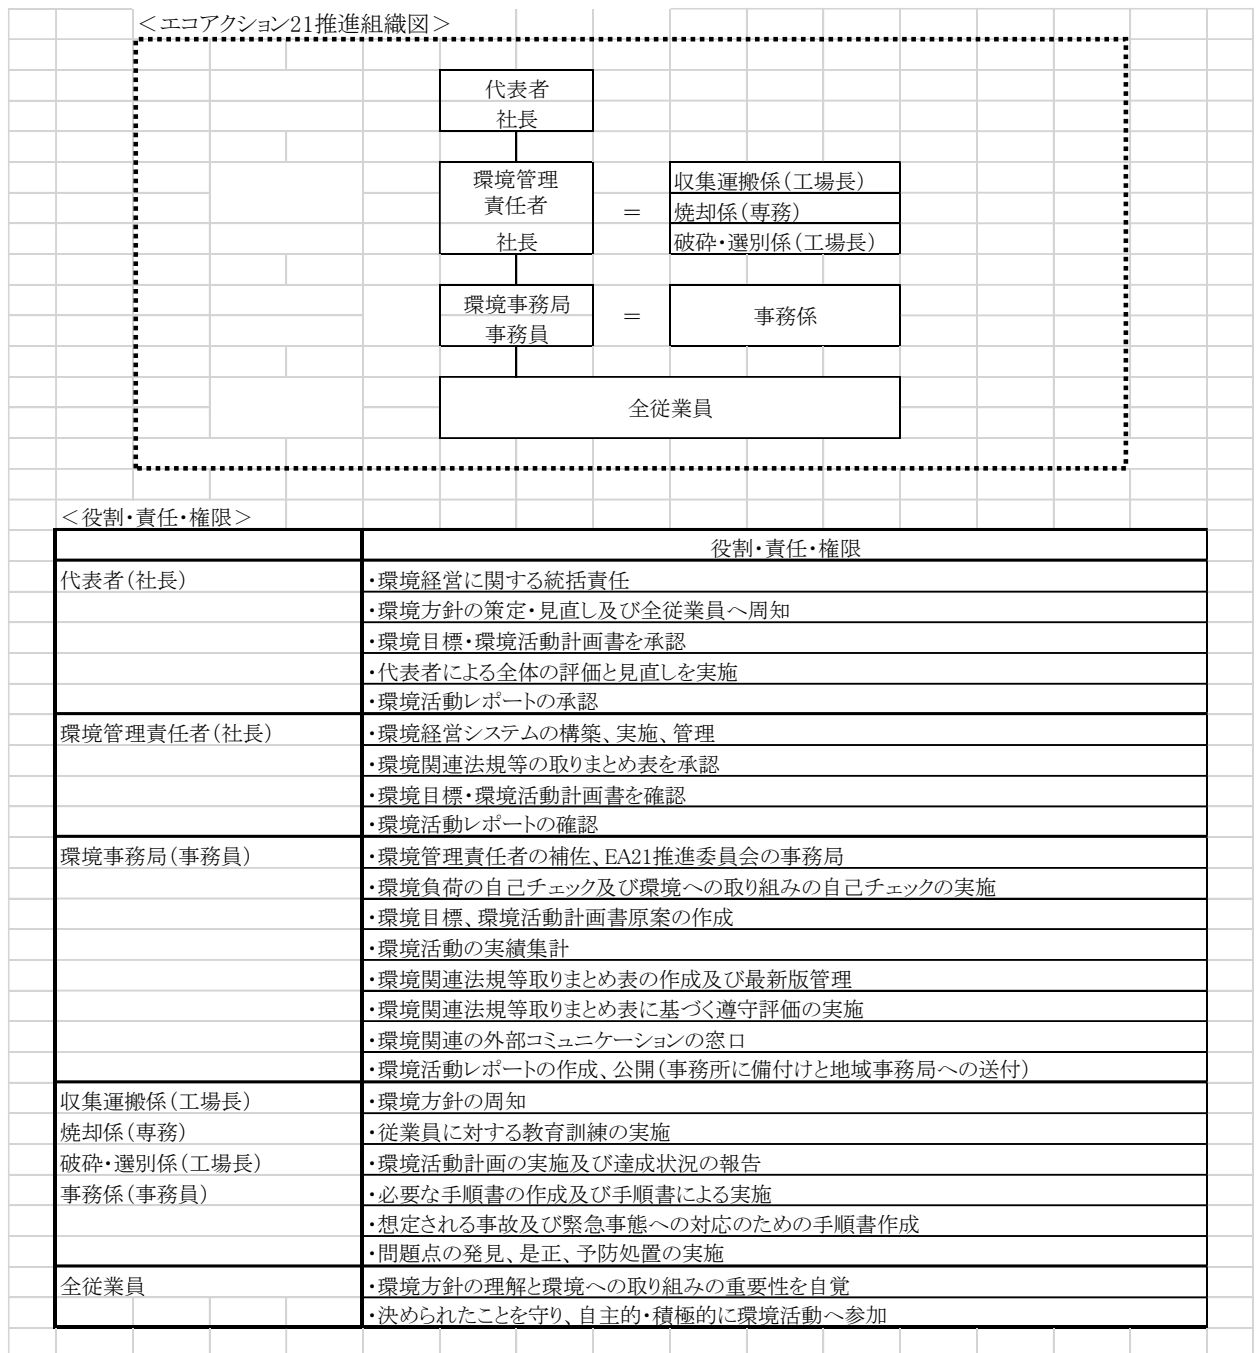 ＜エコアクション21推進組織図＞
代表者
社長
環境管理
責任者
社長
＝
収集運搬係（工場長）
焼却係（専務）
破砕・選別係（工場長）
環境事務局
事務員
＝
事務係
全従業員
＜役割・責任・権限＞
役割・責任・権限
代表者（社長）
・環境経営に関する統括責任
・環境方針の策定・見直し及び全従業員へ周知
・環境目標・環境活動計画書を承認
・代表者による全体の評価と見直しを実施
・環境活動レポートの承認
環境管理責任者（社長）
・環境経営システムの構築、実施、管理
・環境関連法規等の取りまとめ表を承認
・環境目標・環境活動計画書を確認
・環境活動レポートの確認
環境事務局（事務員）
・環境管理責任者の補佐、EA21推進委員会の事務局
・環境負荷の自己チェック及び環境への取り組みの自己チェックの実施
・環境目標、環境活動計画書原案の作成
・環境活動の実績集計
・環境関連法規等取りまとめ表の作成及び最新版管理
・環境関連法規等取りまとめ表に基づく遵守評価の実施
・環境関連の外部コミュニケーションの窓口
・環境活動レポートの作成、公開（事務所に備付けと地域事務局への送付）
収集運搬係（工場長）
・環境方針の周知
焼却係（専務）
・従業員に対する教育訓練の実施
破砕・選別係（工場長）
・環境活動計画の実施及び達成状況の報告
事務係（事務員）
・必要な手順書の作成及び手順書による実施
・想定される事故及び緊急事態への対応のための手順書作成
・問題点の発見、是正、予防処置の実施
全従業員
・環境方針の理解と環境への取り組みの重要性を自覚
・決められたことを守り、自主的・積極的に環境活動へ参加